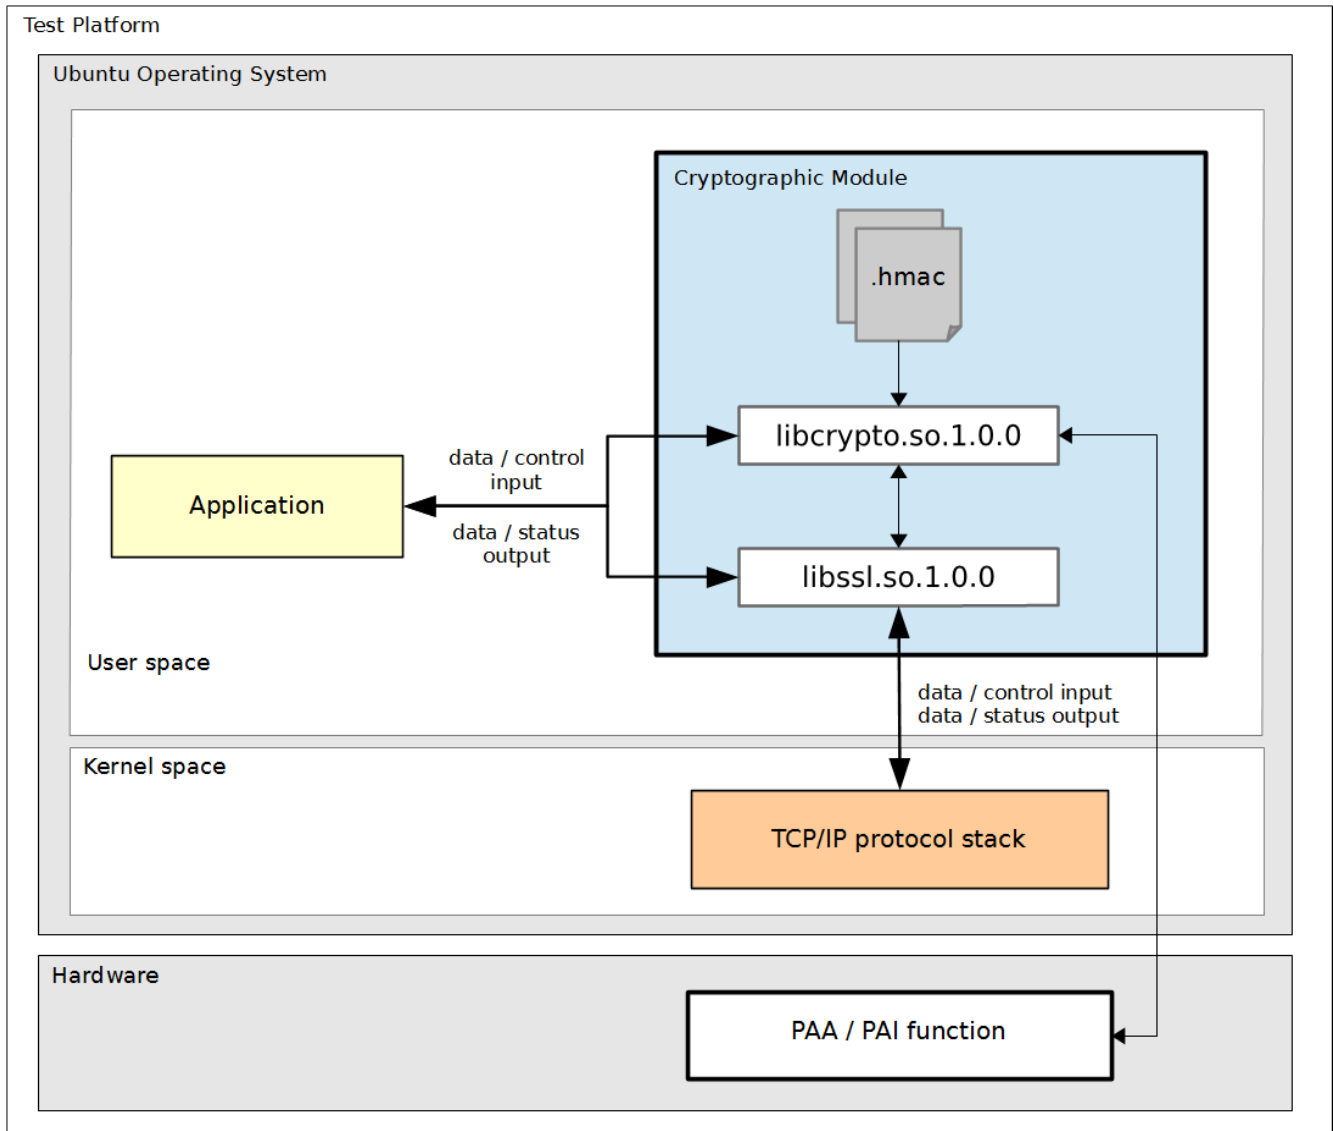 Test Platform
Ubuntu Operating System
Cryptographic Module
.hmac
libcrypto.so.1.0.0
data / control
input
Application
data / status
output
libssl.so.1.0.0
User space
data / control input
data / status output
Kernel space
TCP/IP protocol stack
Hardware
PAA / PAI function